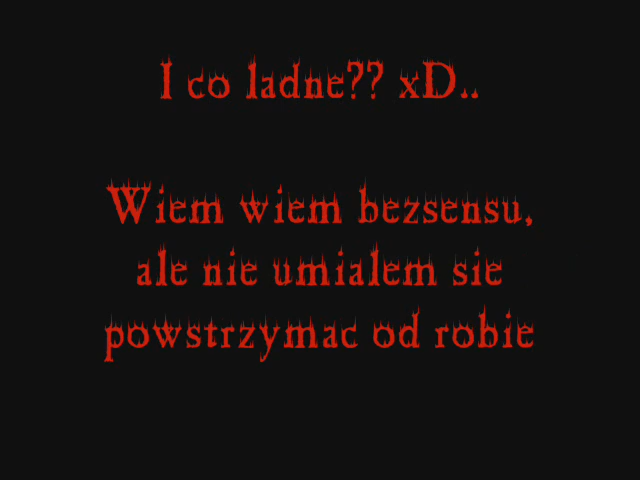 I co ladne?? xD..
Wiem wiem bezsensu,
ale nie umialem sie
powstrzymac od robie